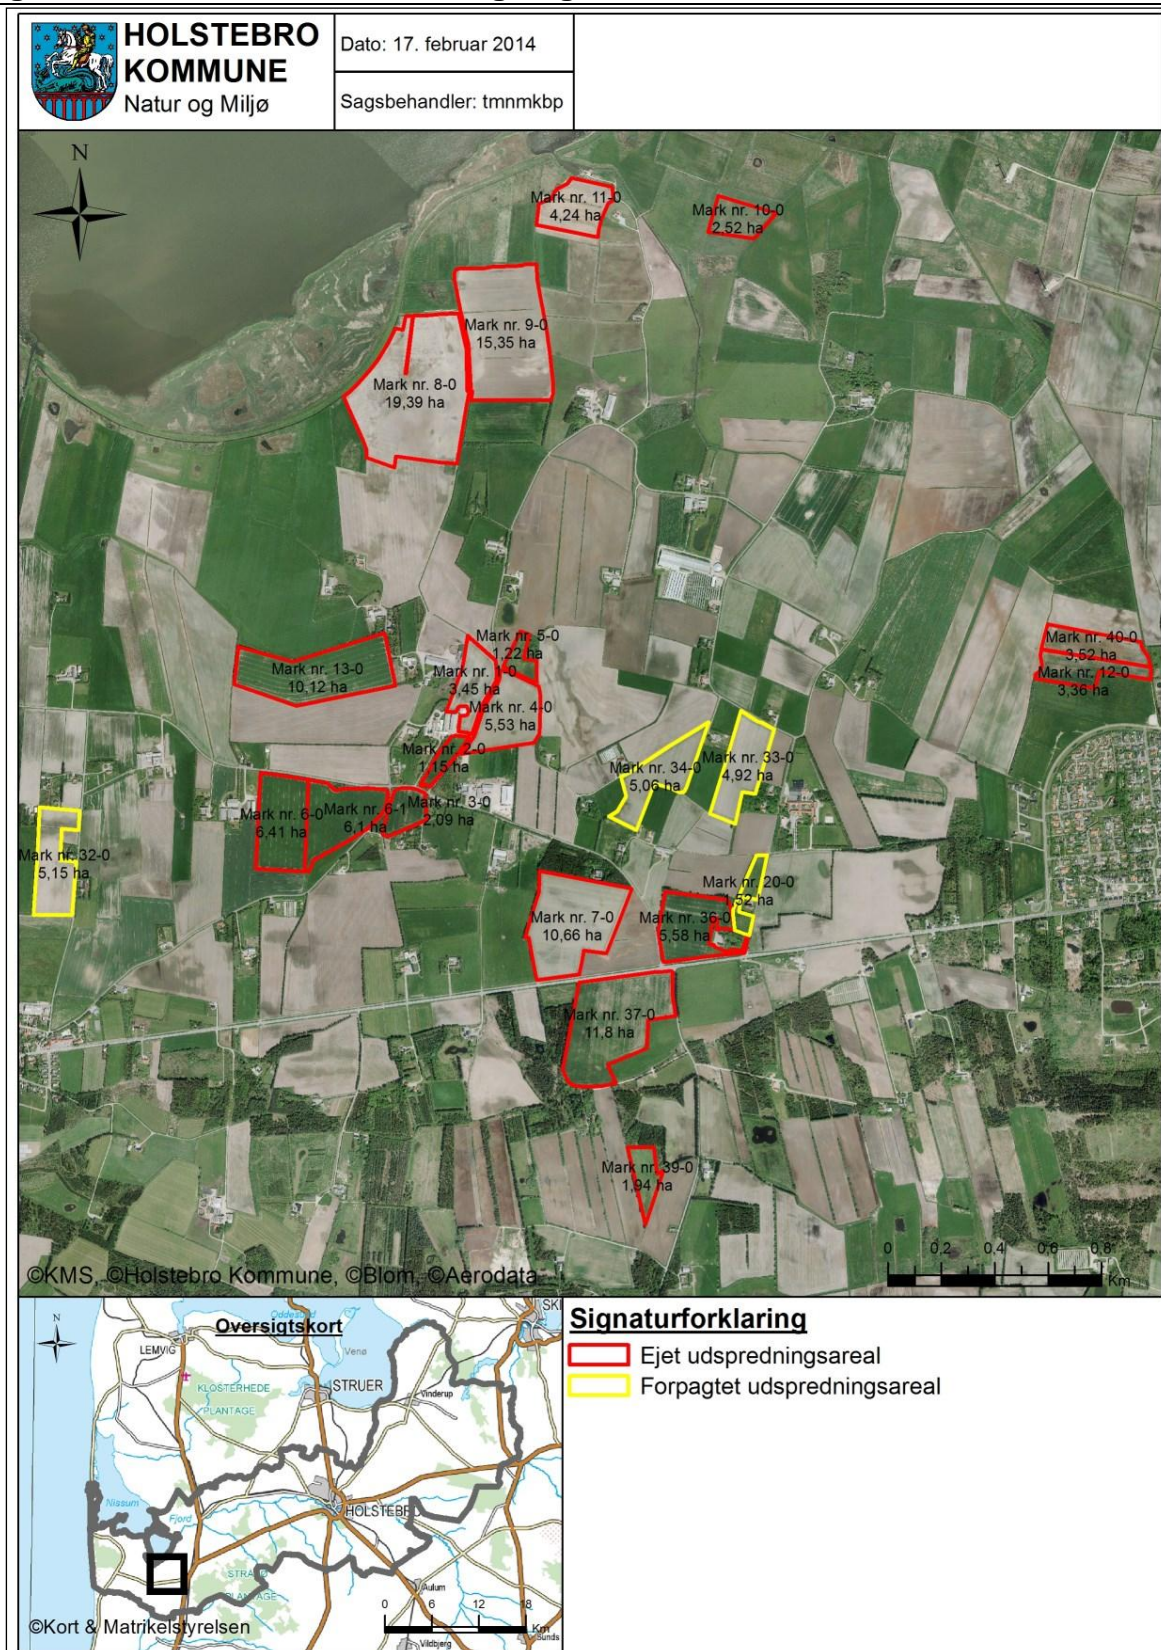 HOLSTEBRO
KOMMUNE
Natur og Miljø
Dato: 17. februar 2014
Sagsbehandler: tmnmkbp
N
Mark nr. 11-0
4,24 ha
Mark nr. 10-0
2,52 ha
Mark nr. 9-0
15,35 ha
Mark nr. 8-0
19,39 ha
Mark nr. 5-0
1,22 ha
Mark nr. 1-0
3,45 ha
Mark nr. 13-0
10,12 ha
Mark nr. 4-0
5,53 ha
Mark nr. 40-0
3,52 ha
Mark nr. 12-0
3,36 ha
Mark nr. 2-0
1,15 ha
Mark nr. 34-0
5,06 ha
Mark nr. 33-0
4,92 ha
Mark nr. 6-0
6,41 ha
Mark nr. 6-1
6,1 ha
Mark nr. 3-0
2,09 ha
Mark nr. 32-0
5,15 ha
Mark nr. 20-0
1,52 ha
Mark nr. 7-0
10,66 ha
Mark nr. 36-0
5,58 ha
Mark nr. 37-0
11,8 ha
Mark nr. 39-0
1,94 ha
0 0,2 0,4 0,6 0,8
Km
©KMS, ©Holstebro Kommune, ©Blom, ©Aerodata
Oversigtskort
N
LEMVIG
Oddesund
Venø
SKI
KLOSTERHEDE
PLANTAGE
STRUER
Vinderup
Nissum
Fjord
HOLSTEBRO
PLANTAGE
Aulum
Vildbjerg
Sunds
0 6 12 18
Km
©Kort & Matrikelstyrelsen
Signaturforklaring
Ejet udspredningsareal
Forpagtet udspredningsareal